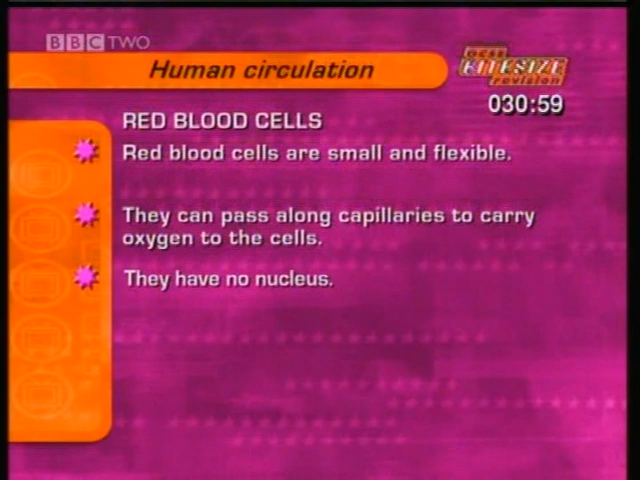 BBC TWO
Human circulation
GCSE
BITESIZE
revision
030:59
RED BLOOD CELLS
Red blood cells are small and flexible.
They can pass along capillaries to carry
oxygen to the cells.
They have no nucleus.